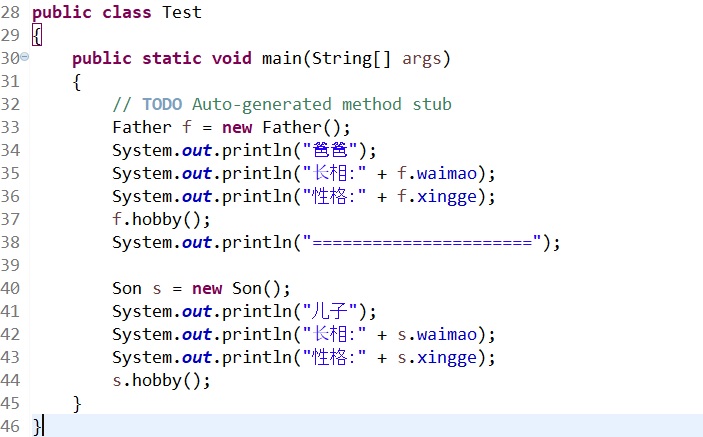 28 public class Test
29 {
30 public static void main(String[] args)
31 {
32 // TODO Auto-generated method stub
33 Father f = new Father();
34 System.out.println("爸爸");
35 System.out.println("长相:" + f.waimao);
36 System.out.println("性格:" + f.xingge);
37 f.hobby();
38 System.out.println("======================");
39
40 Son s = new Son();
41 System.out.println("儿子");
42 System.out.println("长相:" + s.waimao);
43 System.out.println("性格:" + s.xingge);
44 s.hobby();
45 }
46 }